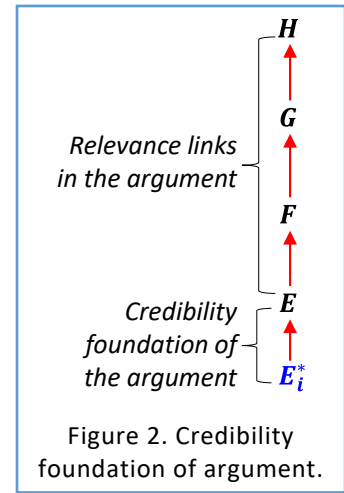 H
G
Relevance links
in the argument
F
E
Credibility
foundation of
the argument
E*i
Figure 2. Credibility
foundation of argument.